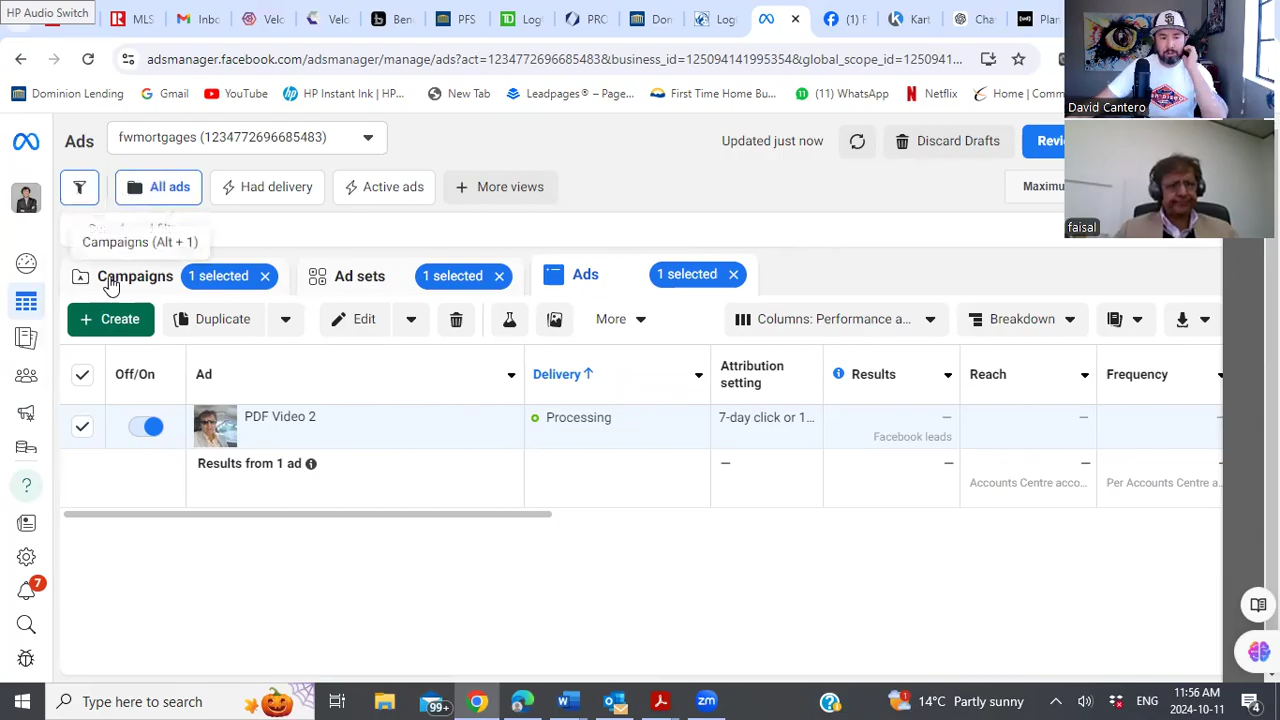 HP Audio Switch
MLS
Inbo
Velo
Velo
Ben
PFS
Log
PRO
Don
Log
(1) F
Kart
Cha
Plan
adsmanager.facebook.com/adsmanager/manage/ads?act=1234772696685483&business_id=1250941419953544&global_scope_id=1250941...
Dominion Lending
Gmail
YouTube
HP Instant Ink | HP...
New Tab
Leadpages® – Page...
First Time Home Bu...
(11) WhatsApp
Netflix
Home | Comm
David Cantero
faisal
Ads
fwmortgages (1234772696685483)
Updated just now
Discard Drafts
Revi
All ads
Had delivery
Active ads
+ More views
Maximu
Campaigns (Alt + 1)
Campaigns
1 selected
Ad sets
1 selected
Ads
1 selected
+ Create
Duplicate
Edit
More
Columns: Performance a...
Breakdown
Off/On
Ad
Delivery ↑
Attribution
setting
Results
Reach
Frequency
PDF Video 2
Processing
7-day click or 1...
—
—
—
Facebook leads
Results from 1 ad
—
—
—
—
Accounts Centre acco...
Per Accounts Centre a...
7
Type here to search
99+
14°C Partly sunny
ENG
11:56 AM
2024-10-11
4